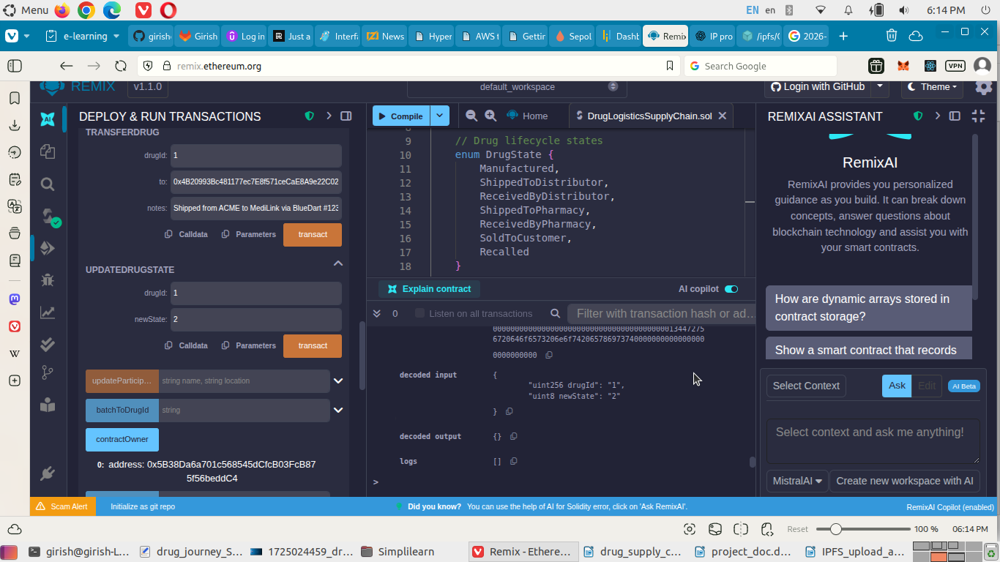 Menu
EN en 6:14 PM
e-learning girish Girish Log in Just a Interfa News Hyper AWS t Gettin Sepol Dashb Remix IP pro /ipfs/ 2026-
remix.ethereum.org
Search Google
VPN
REMIX v1.1.0 default_workspace Login with GitHub Theme
DEPLOY & RUN TRANSACTIONS
TRANSFERDRUG
drugId: 1
to: 0x4B20993Bc481177ec7E8f571ceCaE8A9e22C02
notes: Shipped from ACME to MediLink via BlueDart #123
Calldata Parameters transact
UPDATEDRUGSTATE
drugId: 1
newState: 2
Calldata Parameters transact
updateParticip... string name, string location
batchToDrugId string
contractOwner
0: address: 0x5B38Da6a701c568545dCfcB03FcB87
5f56beddC4
Compile Home DrugLogisticsSupplyChain.sol
8
9 // Drug lifecycle states
10 enum DrugState {
11 Manufactured,
12 ShippedToDistributor,
13 ReceivedByDistributor,
14 ShippedToPharmacy,
15 ReceivedByPharmacy,
16 SoldToCustomer,
17 Recalled
18 }
Explain contract AI copilot
0 Listen on all transactions Filter with transaction hash or ad...
6720646f6573206e6f742065786973740000000000000000
0000000000
decoded input {
"uint256 drugId": "1",
"uint8 newState": "2"
}
decoded output {}
logs []
>
REMIXAI ASSISTANT
RemixAI
RemixAI provides you personalized
guidance as you build. It can break down
concepts, answer questions about
blockchain technology and assist you with
your smart contracts.
How are dynamic arrays stored in
contract storage?
Show a smart contract that records
Select Context Ask Edit AI Beta
Select context and ask me anything!
MistralAI Create new workspace with AI
Scam Alert Initialize as git repo Did you know? You can use the help of AI for Solidity error, click on 'Ask RemixAI'. RemixAI Copilot (enabled)
Reset 100 % 06:14 PM
girish@girish-L... drug_journey_S... 1725024459_dr... Simplilearn Remix - Ethere... drug_supply_c... project_doc.d... IPFS_upload_a...